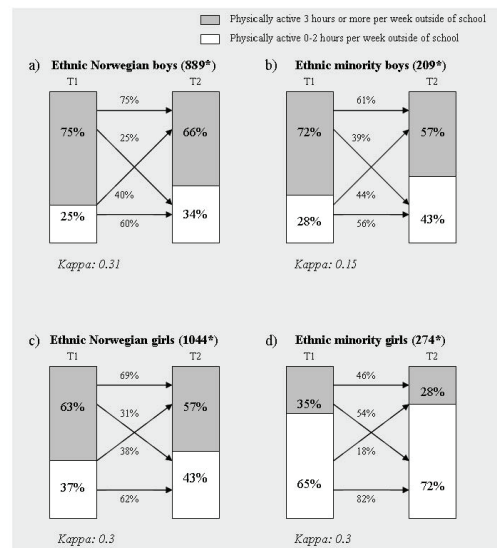 Physically active 3 hours or more per week outside of school
Physically active 0-2 hours per week outside of school
a) Ethnic Norwegian boys (889*)
T1 T2
75%
75% 25% 66%
40%
25% 60% 34%
Kappa: 0.31
b) Ethnic minority boys (209*)
T1 T2
61%
72% 39% 57%
44%
28% 56% 43%
Kappa: 0.15
c) Ethnic Norwegian girls (1044*)
T1 T2
69%
63% 31% 57%
38%
37% 62% 43%
Kappa: 0.3
d) Ethnic minority girls (274*)
T1 T2
46% 28%
35% 54%
18%
65% 82% 72%
Kappa: 0.3